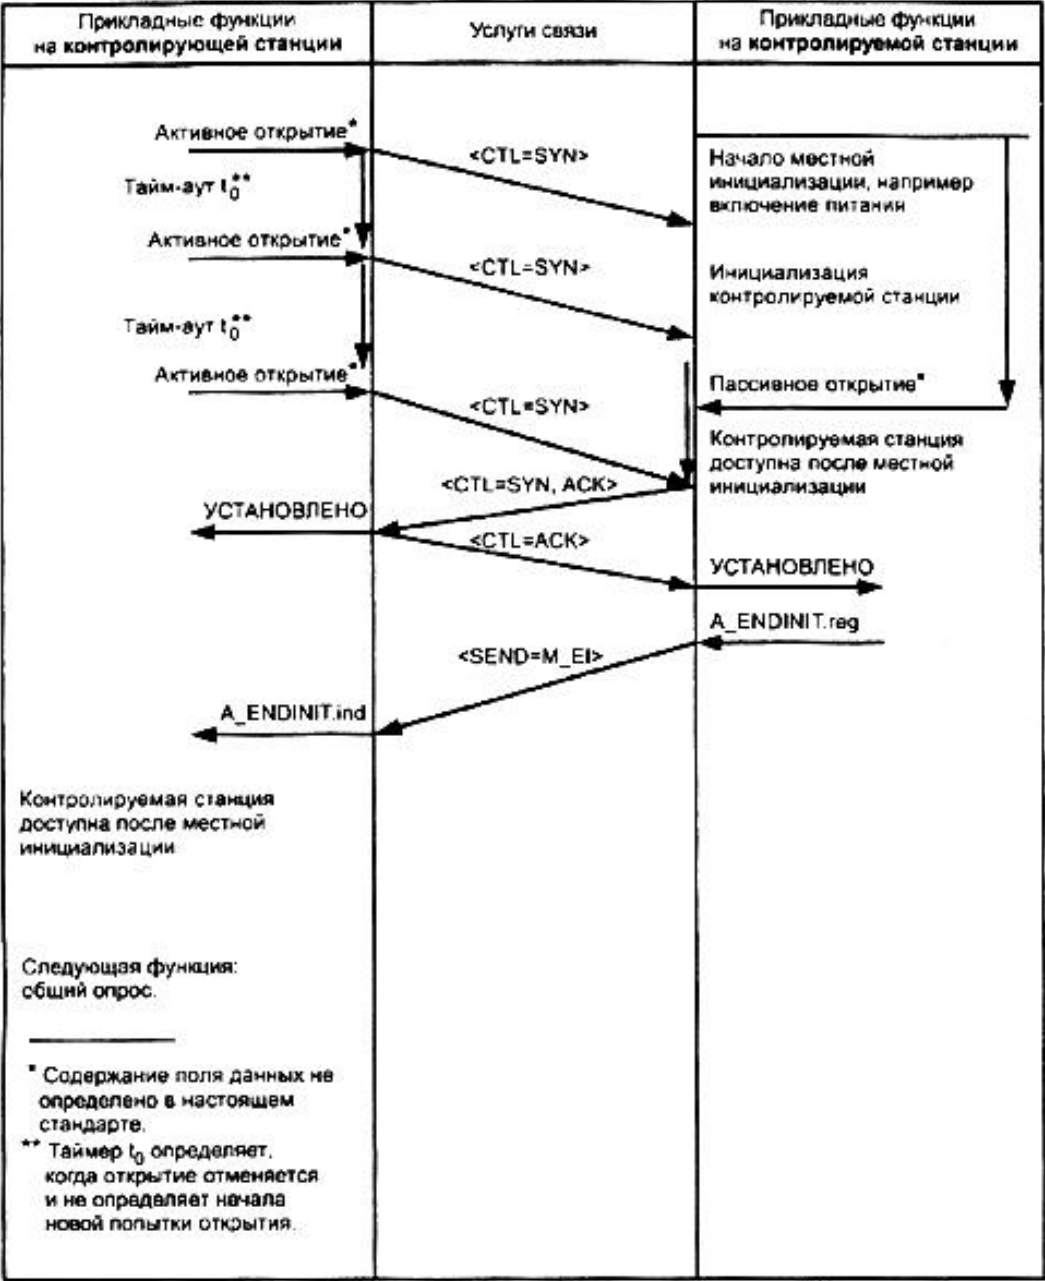 Прикладные функции
на контролирующей станции
Услуги связи
Прикладные функции
на контролируемой станции
Активное открытие*
<CTL=SYN>
Начало местной
инициализации, например
включение питания
Тайм-аут t₀**
Активное открытие*
<CTL=SYN>
Инициализация
контролируемой станции
Тайм-аут t₀**
Активное открытие*
<CTL=SYN>
Пассивное открытие*
Контролируемая станция
доступна после местной
инициализации
<CTL=SYN, ACK>
УСТАНОВЛЕНО
<CTL=ACK>
УСТАНОВЛЕНО
A_ENDINIT.reg
<SEND=M_EI>
A_ENDINIT.ind
Контролируемая станция
доступна после местной
инициализации
Следующая функция:
общий опрос.
* Содержание поля данных не
определено в настоящем
стандарте.
** Таймер t₀ определяет,
когда открытие отменяется
и не определяет начала
новой попытки открытия.